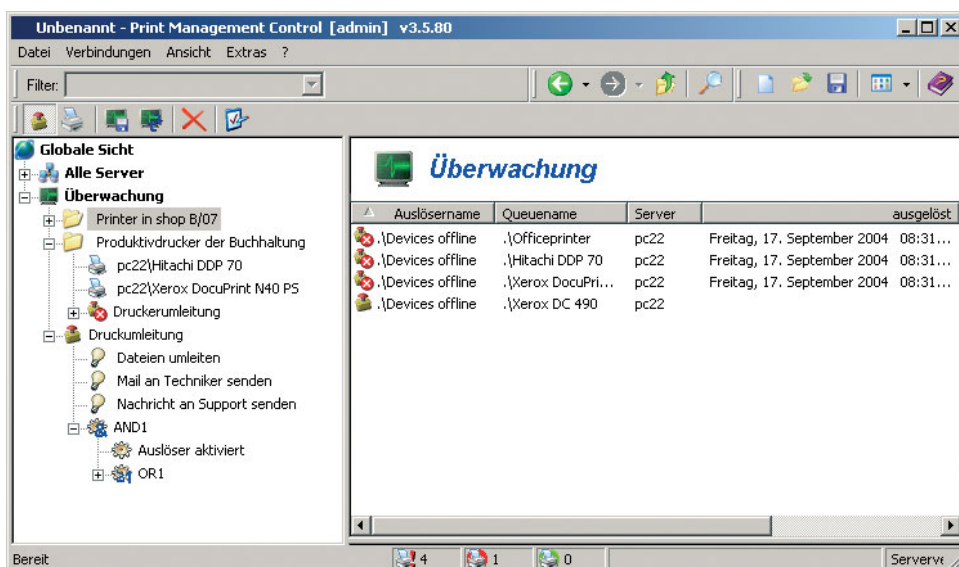 Unbenannt - Print Management Control [admin] v3.5.80
Datei Verbindungen Ansicht Extras ?
Filter:
Globale Sicht
Alle Server
Überwachung
Printer in shop B/07
Produktivdrucker der Buchhaltung
pc22\Hitachi DDP 70
pc22\Xerox DocuPrint N40 PS
Druckerumleitung
Druckumleitung
Dateien umleiten
Mail an Techniker senden
Nachricht an Support senden
AND1
Auslöser aktiviert
OR1
Überwachung
Auslösername Queuename Server ausgelöst
.\Devices offline .\Officeprinter pc22 Freitag, 17. September 2004 08:31...
.\Devices offline .\Hitachi DDP 70 pc22 Freitag, 17. September 2004 08:31...
.\Devices offline .\Xerox DocuPri... pc22 Freitag, 17. September 2004 08:31...
.\Devices offline .\Xerox DC 490 pc22
Bereit 4 1 0